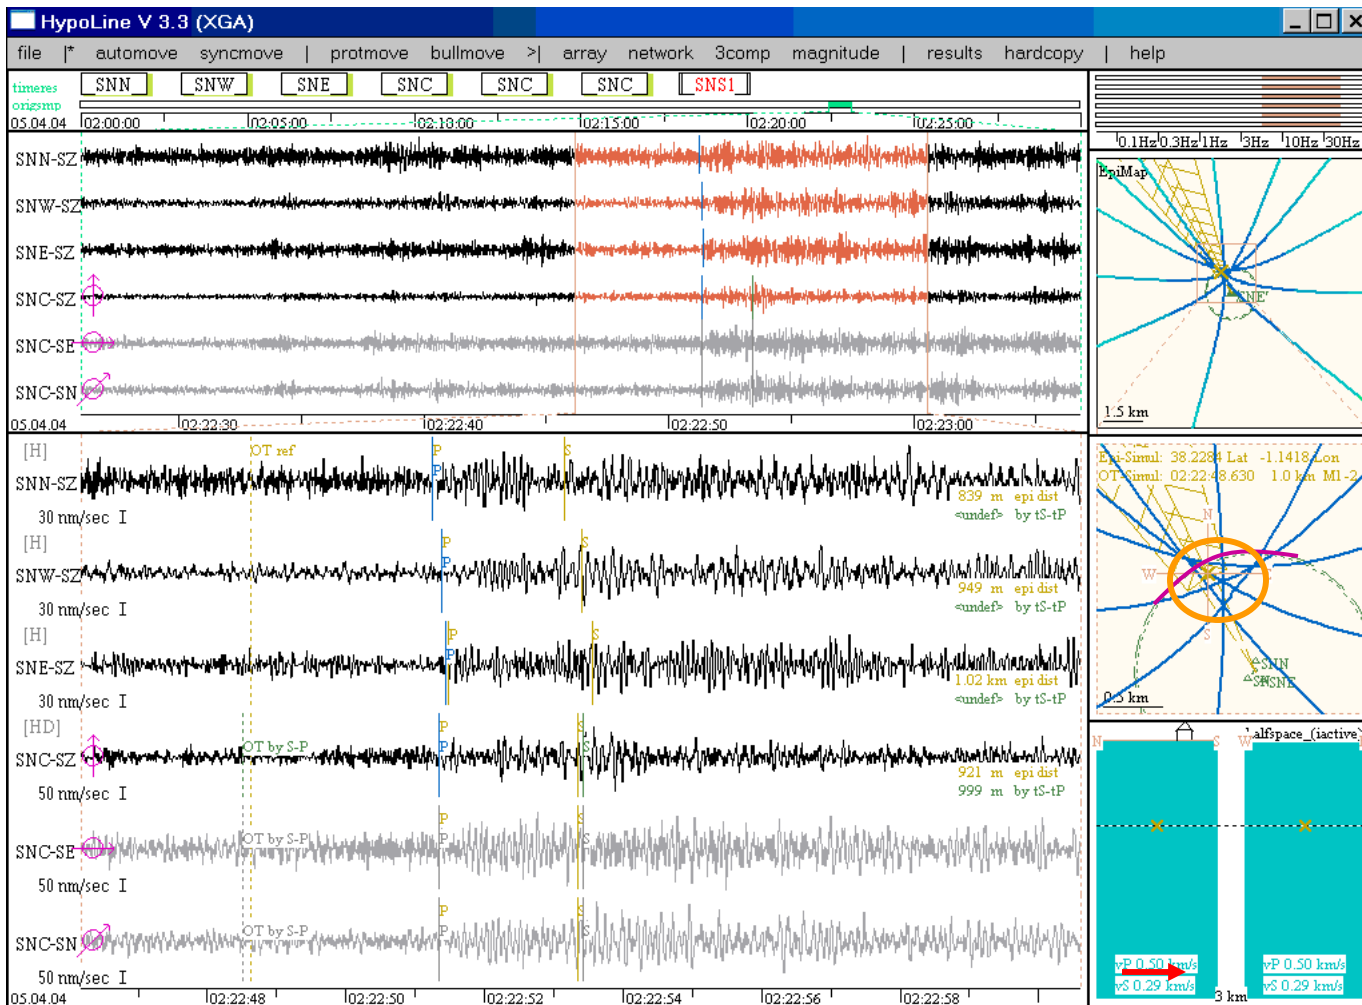 HypoLine V 3.3 (XGA)
file |* automove syncmove | protmove bullmove >| array network 3comp magnitude | results hardcopy | help
timeres SNN SNW SNE SNC SNC SNC SNS1
origsmp
05.04.04 02:00:00 02:05:00 02:10:00 02:15:00 02:20:00 02:25:00
0.1Hz 0.3Hz 1Hz 3Hz 10Hz 30Hz
SNN-SZ
SNW-SZ
SNE-SZ
SNC-SZ
SNC-SE
SNC-SN
05.04.04 02:22:30 02:22:40 02:22:50 02:23:00
EpiMap
SNE
1.5 km
[H] OT ref P S
P
SNN-SZ
839 m epi dist
30 nm/sec I <undef> by tS-tP
[H] P S
P
SNW-SZ
949 m epi dist
30 nm/sec I <undef> by tS-tP
[H] P S
P
SNE-SZ
1.02 km epi dist
30 nm/sec I <undef> by tS-tP
[HD] P S
OT by S-P P S
SNC-SZ
921 m epi dist
50 nm/sec I 999 m by tS-tP
P S
OT by S-P P S
SNC-SE
50 nm/sec I
P S
OT by S-P P S
SNC-SN
50 nm/sec I
05.04.04 02:22:48 02:22:50 02:22:52 02:22:54 02:22:56 02:22:58
Epi-Simul: 38.2284 Lat -1.1418 Lon
OT-Simul: 02:22:48.630 1.0 km Ml-2
N
W
S
SNN
SNE
0.5 km
halfspace_(iactive)
N S W
vP 0.50 km/s vP 0.50 km/s
vS 0.29 km/s vS 0.29 km/s
3 km